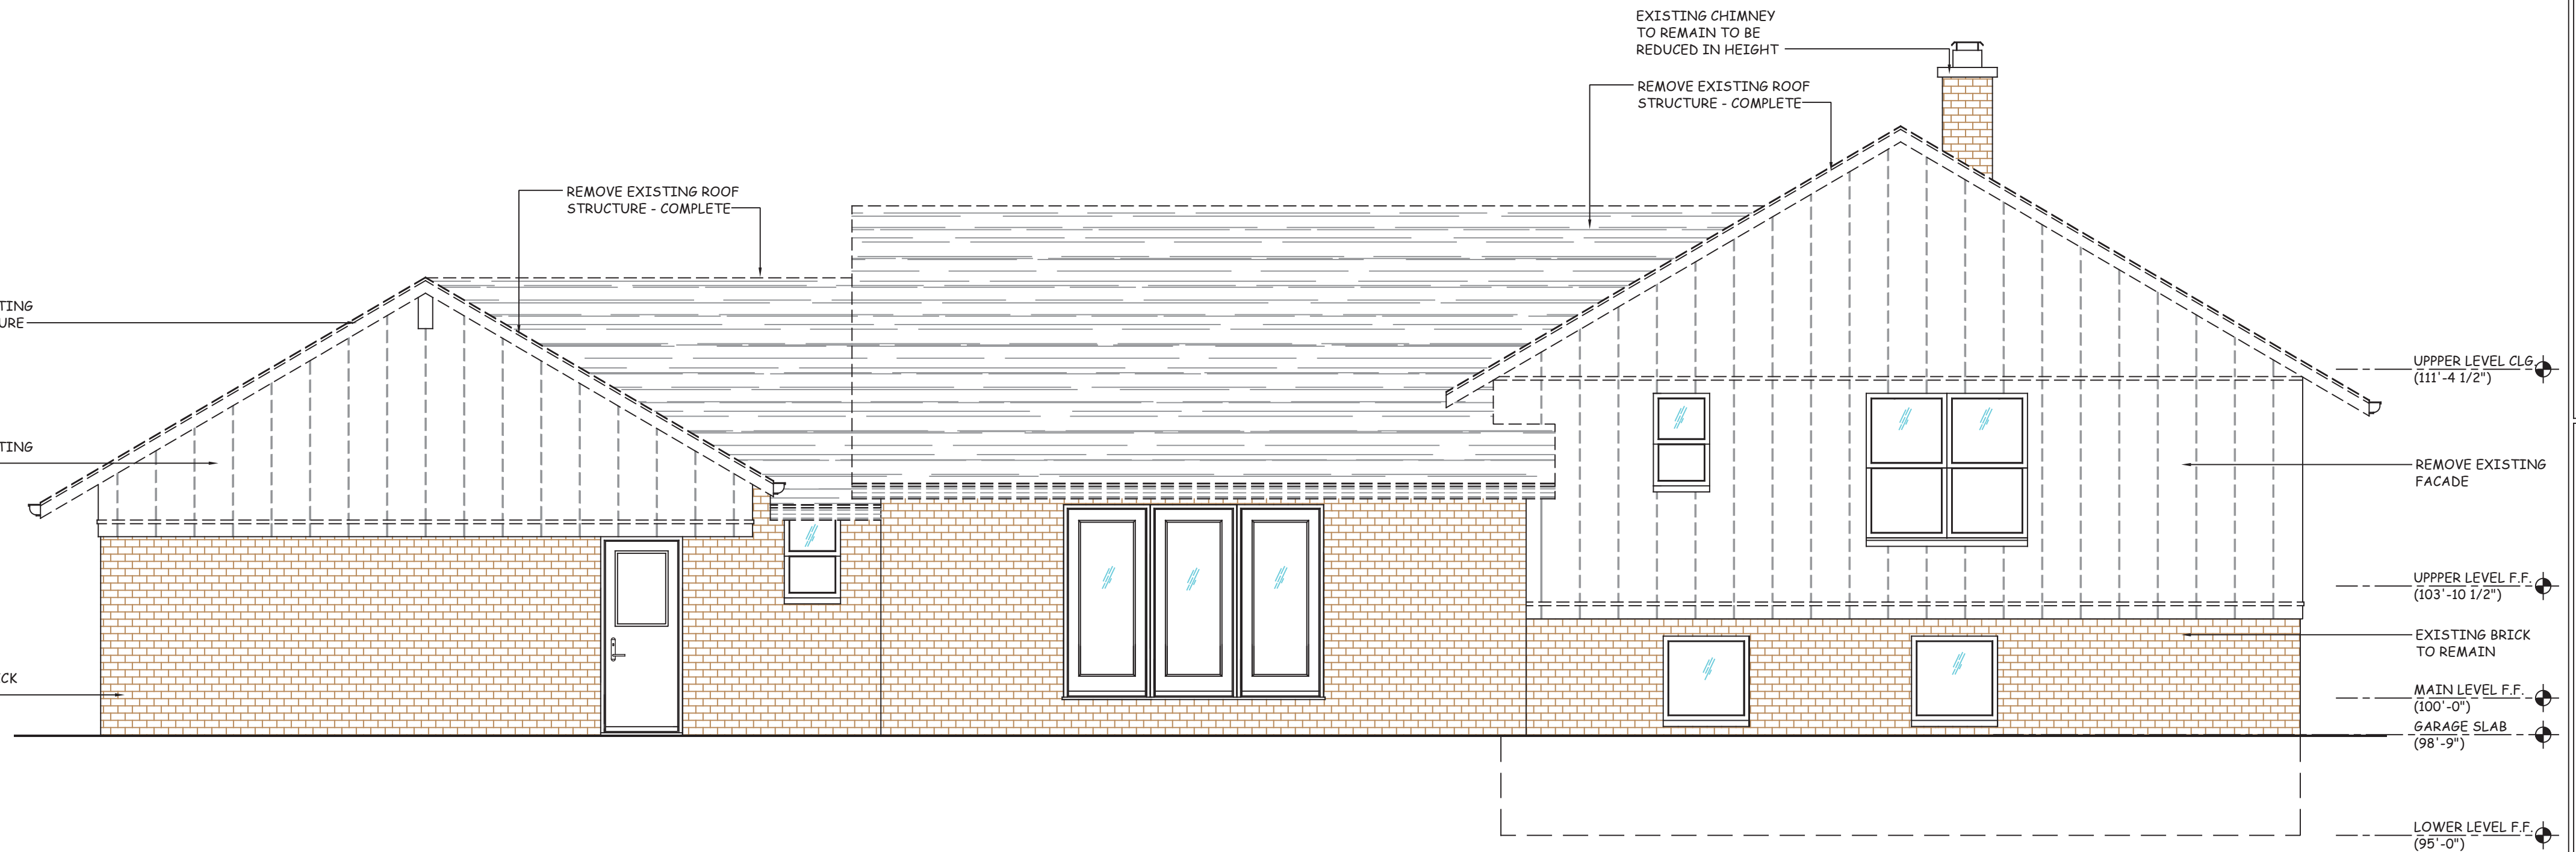 EXISTING CHIMNEY
TO REMAIN TO BE
REDUCED IN HEIGHT
REMOVE EXISTING ROOF
STRUCTURE - COMPLETE
REMOVE EXISTING ROOF
STRUCTURE - COMPLETE
TING
URE
TING
CK
UPPPER LEVEL CLG
(111'-4 1/2")
REMOVE EXISTING
FACADE
UPPPER LEVEL F.F.
(103'-10 1/2")
EXISTING BRICK
TO REMAIN
MAIN LEVEL F.F.
(100'-0")
GARAGE SLAB
(98'-9")
LOWER LEVEL F.F.
(95'-0")